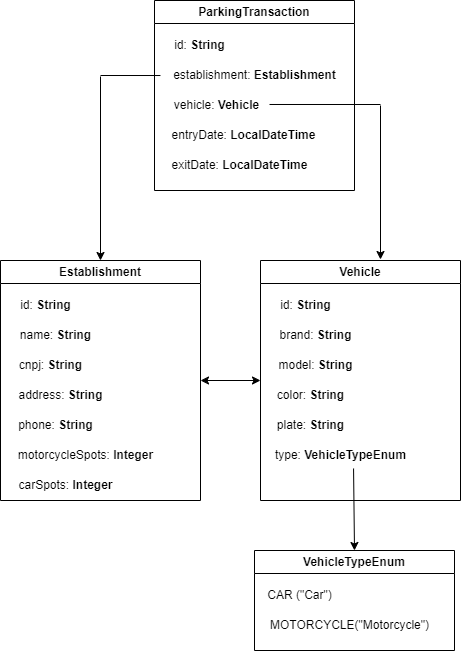 ParkingTransaction
id: String
establishment: Establishment
vehicle: Vehicle
entryDate: LocalDateTime
exitDate: LocalDateTime
Establishment
id: String
name: String
cnpj: String
address: String
phone: String
motorcycleSpots: Integer
carSpots: Integer
Vehicle
id: String
brand: String
model: String
color: String
plate: String
type: VehicleTypeEnum
VehicleTypeEnum
CAR ("Car")
MOTORCYCLE("Motorcycle")